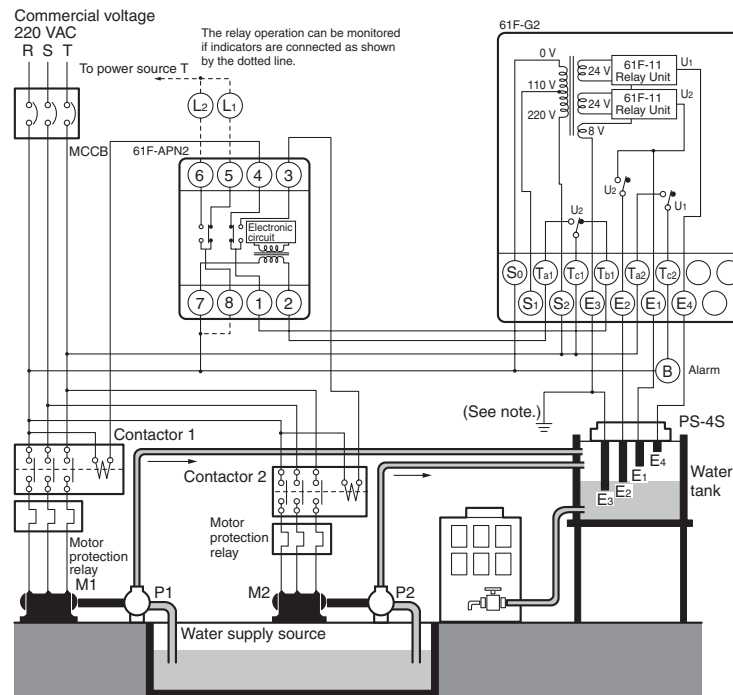 Commercial voltage
220 VAC
R S T
The relay operation can be monitored
if indicators are connected as shown
by the dotted line.
To power source T
L2 L1
MCCB
61F-APN2
6 5 4 3
Electronic
circuit
7 8 1 2
61F-G2
0 V
110 V
220 V
24 V
61F-11
Relay Unit
U1
24 V
61F-11
Relay Unit
U2
8 V
U2
U2
U1
S0 Ta1 Tc1 Tb1 Ta2 Tc2
S1 S2 E3 E2 E1 E4
B Alarm
(See note.)
PS-4S
Contactor 1
Contactor 2
E4
E1
E2
E3
Water
tank
Motor
protection
relay
Motor
protection
relay
M1 P1 M2 P2
Water supply source